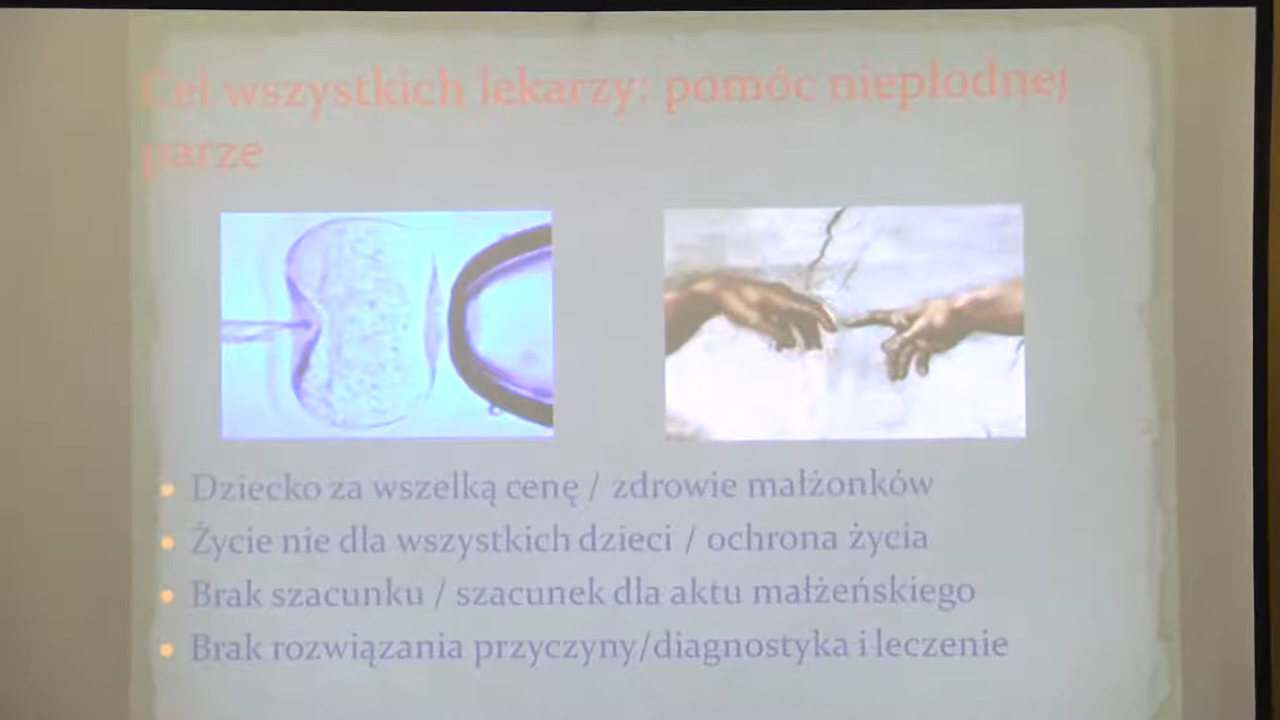 Cel wszystkich lekarzy: pomóc niepłodnej
parze
Dziecko za wszelką cenę / zdrowie małżonków
Życie nie dla wszystkich dzieci / ochrona życia
Brak szacunku / szacunek dla aktu małżeńskiego
Brak rozwiązania przyczyny/diagnostyka i leczenie